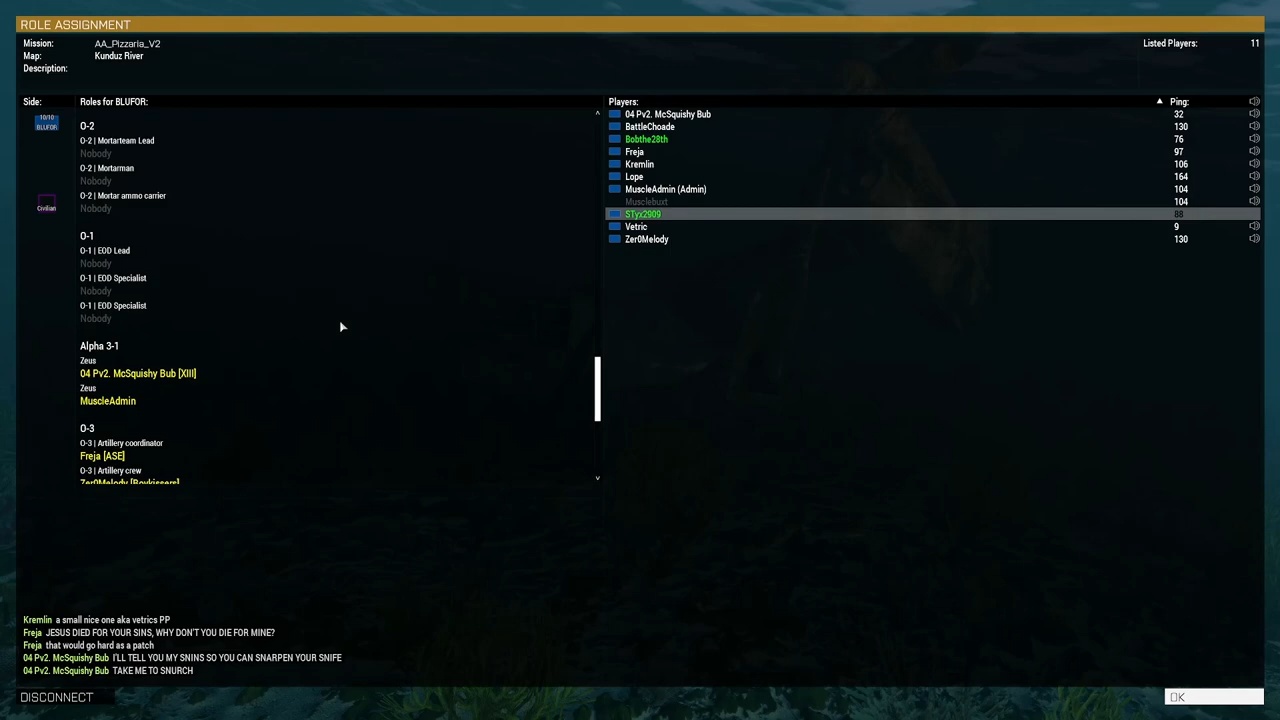 ROLE ASSIGNMENT
Mission: AA_Pizzaria_V2
Map: Kunduz River
Description:
Listed Players: 11
Side:
Roles for BLUFOR:
10/10
BLUFOR
Civilian
O-2
O-2 | Mortarteam Lead
Nobody
O-2 | Mortarman
Nobody
O-2 | Mortar ammo carrier
Nobody
O-1
O-1 | EOD Lead
Nobody
O-1 | EOD Specialist
Nobody
O-1 | EOD Specialist
Nobody
Alpha 3-1
Zeus
04 Pv2. McSquishy Bub [XIII]
Zeus
MuscleAdmin
O-3
O-3 | Artillery coordinator
Freja [ASE]
O-3 | Artillery crew
Zer0Melody [Boykissers]
Players: Ping:
04 Pv2. McSquishy Bub 32
BattleChoade 130
Bobthe28th 76
Freja 97
Kremlin 106
Lope 164
MuscleAdmin (Admin) 104
Musclebuxt 104
STyx2909 88
Vetric 9
Zer0Melody 130
Kremlin a small nice one aka vetrics PP
Freja JESUS DIED FOR YOUR SINS, WHY DON'T YOU DIE FOR MINE?
Freja that would go hard as a patch
04 Pv2. McSquishy Bub I'LL TELL YOU MY SNINS SO YOU CAN SNARPEN YOUR SNIFE
04 Pv2. McSquishy Bub TAKE ME TO SNURCH
DISCONNECT
OK